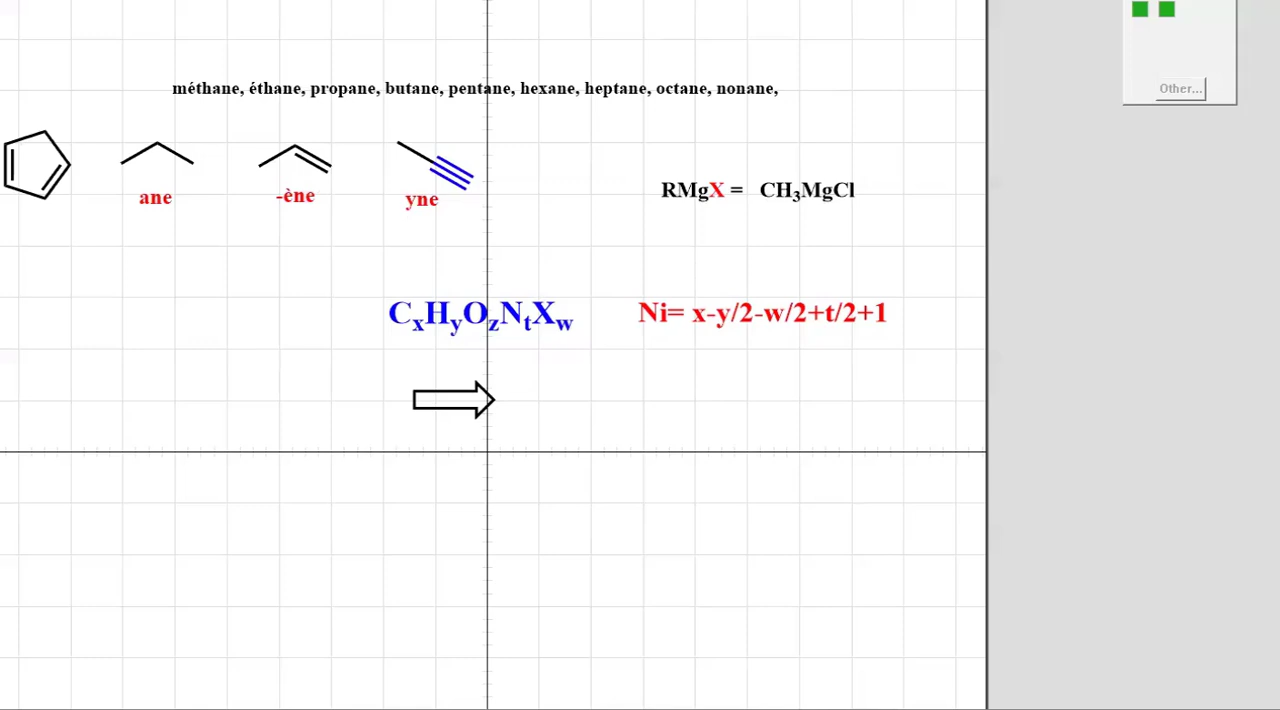 méthane, éthane, propane, butane, pentane, hexane, heptane, octane, nonane,
ane
-ène
yne
RMgX = CH₃MgCl
CₓHᵧO_zNₜX_w
Ni= x-y/2-w/2+t/2+1
Other...